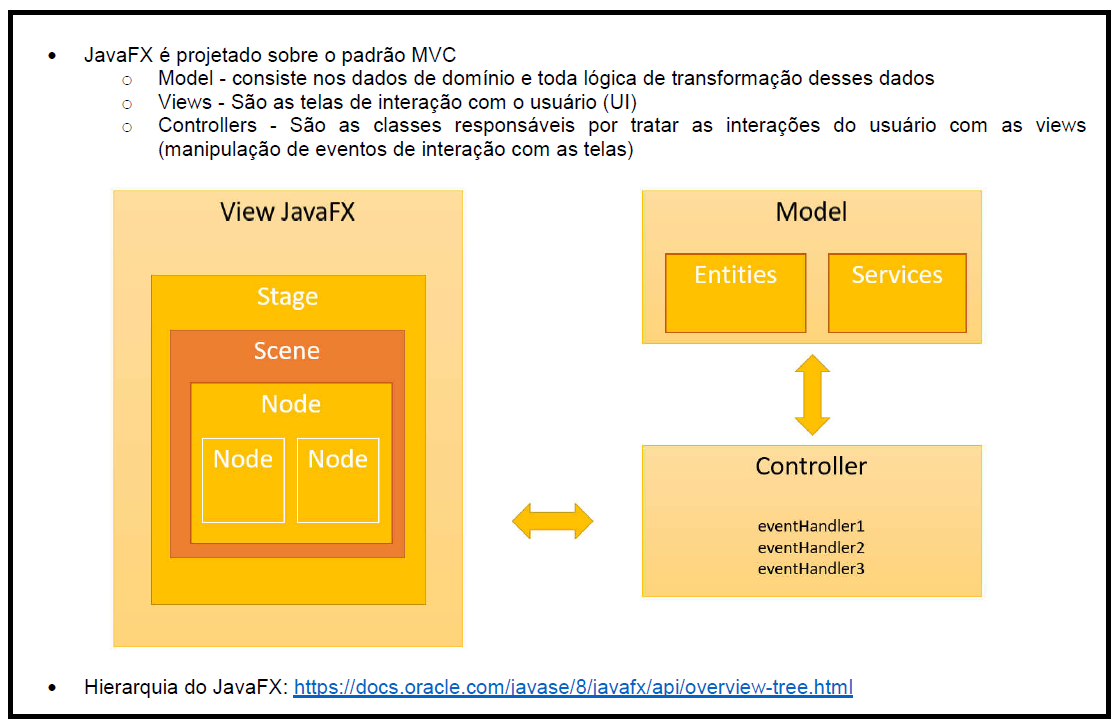 • JavaFX é projetado sobre o padrão MVC
○ Model - consiste nos dados de domínio e toda lógica de transformação desses dados
○ Views - São as telas de interação com o usuário (UI)
○ Controllers - São as classes responsáveis por tratar as interações do usuário com as views
(manipulação de eventos de interação com as telas)
View JavaFX
Stage
Scene
Node
Node Node
Model
Entities Services
Controller
eventHandler1
eventHandler2
eventHandler3
• Hierarquia do JavaFX: https://docs.oracle.com/javase/8/javafx/api/overview-tree.html